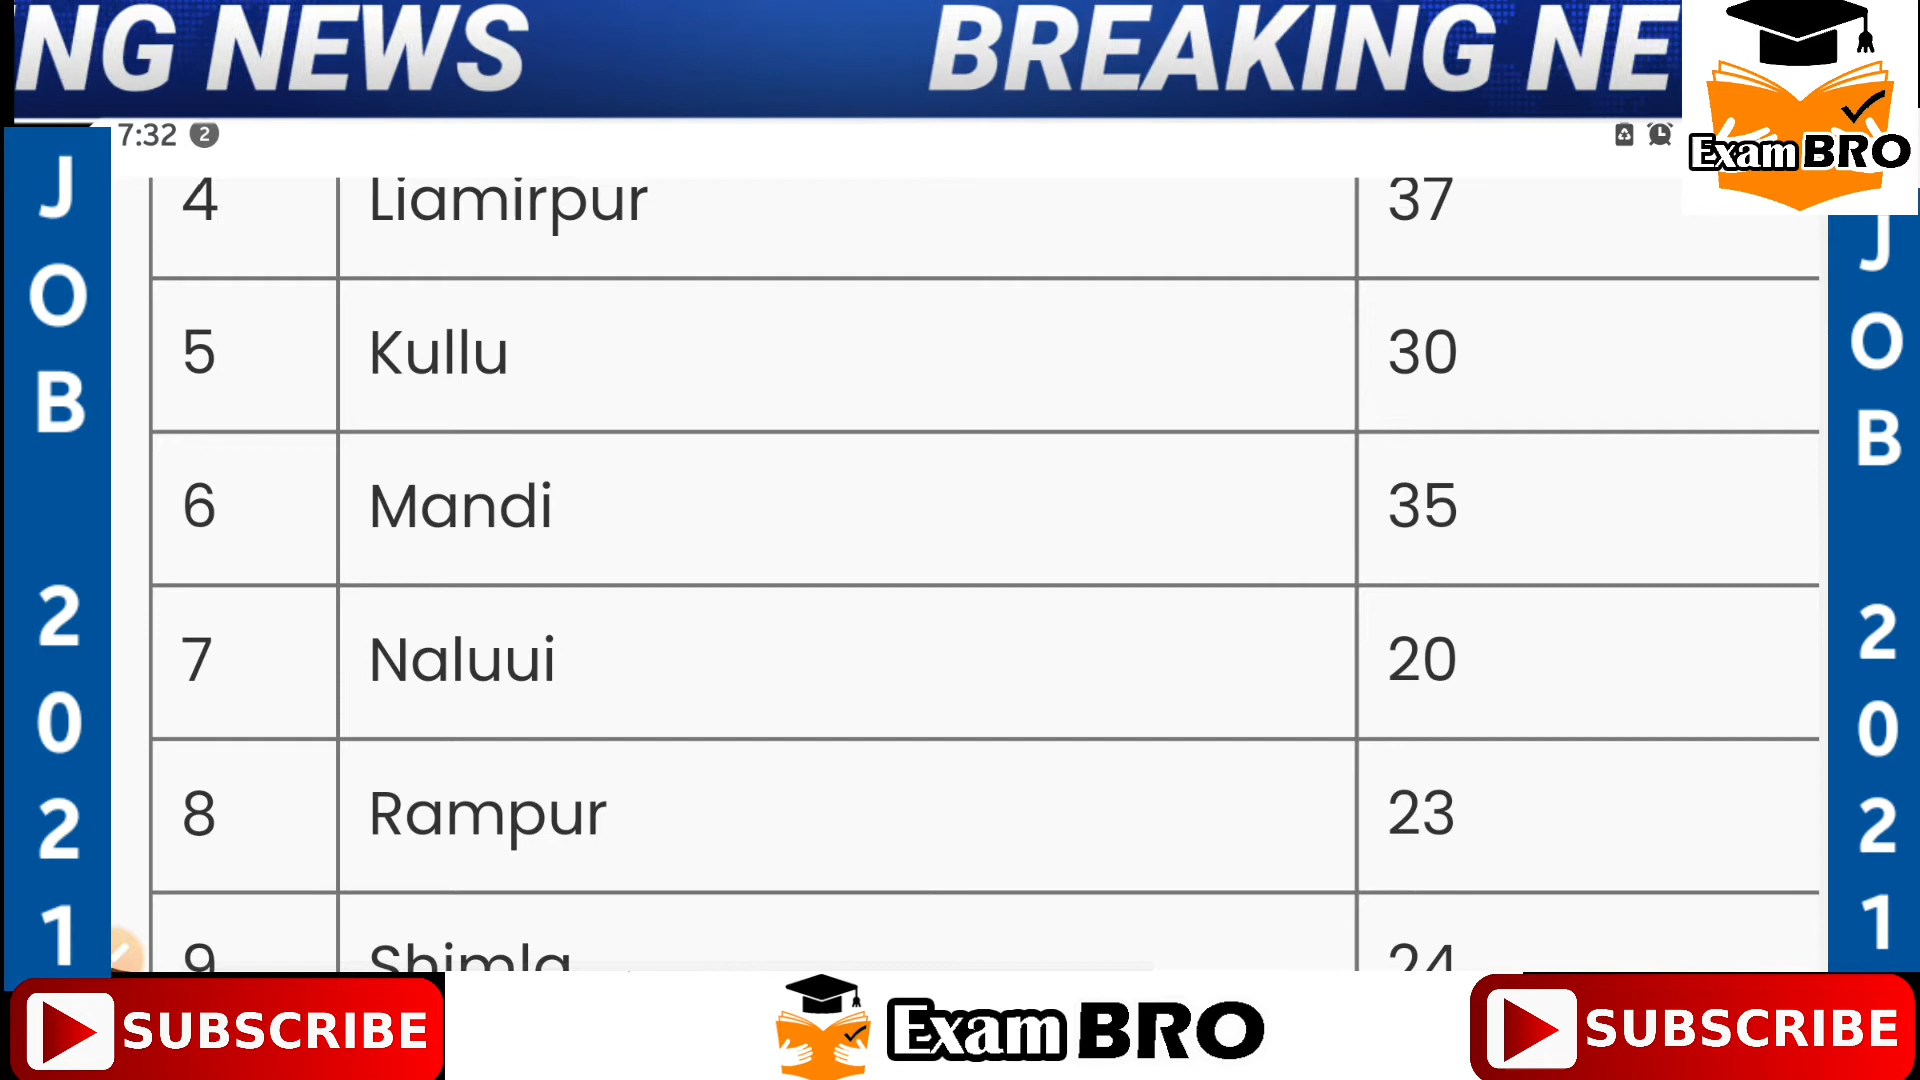 NG NEWS BREAKING NE
Exam BRO
7:32 2
4 Liamirpur 37
5 Kullu 30
6 Mandi 35
7 Naluui 20
8 Rampur 23
9 Shimla 24
JOB 2021
JOB 2021
SUBSCRIBE
Exam BRO
SUBSCRIBE